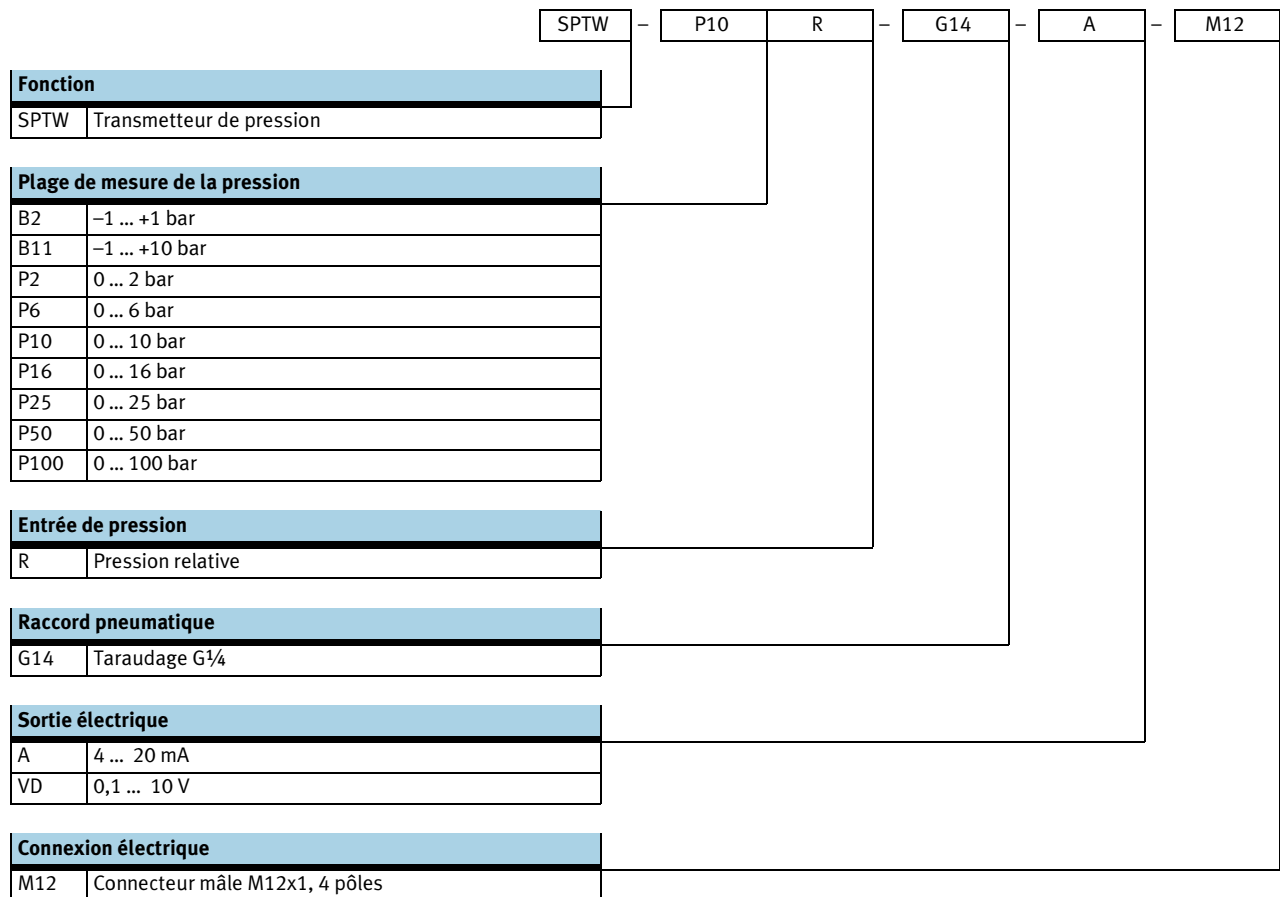 SPTW – P10 R – G14 – A – M12
Fonction
SPTW Transmetteur de pression
Plage de mesure de la pression
B2 –1 ... +1 bar
B11 –1 ... +10 bar
P2 0 ... 2 bar
P6 0 ... 6 bar
P10 0 ... 10 bar
P16 0 ... 16 bar
P25 0 ... 25 bar
P50 0 ... 50 bar
P100 0 ... 100 bar
Entrée de pression
R Pression relative
Raccord pneumatique
G14 Taraudage G¼
Sortie électrique
A 4 ... 20 mA
VD 0,1 ... 10 V
Connexion électrique
M12 Connecteur mâle M12x1, 4 pôles